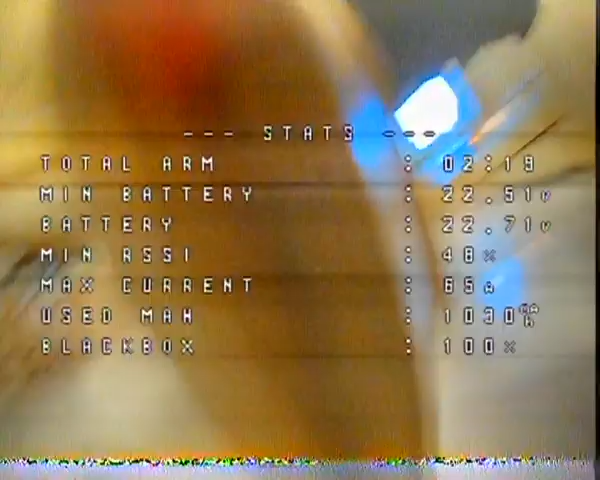 --- STATS ---
TOTAL ARM : 02:19
MIN BATTERY : 22.51V
BATTERY : 22.71V
MIN RSSI : 48%
MAX CURRENT : 65A
USED MAH : 1030MAH
BLACKBOX : 100%